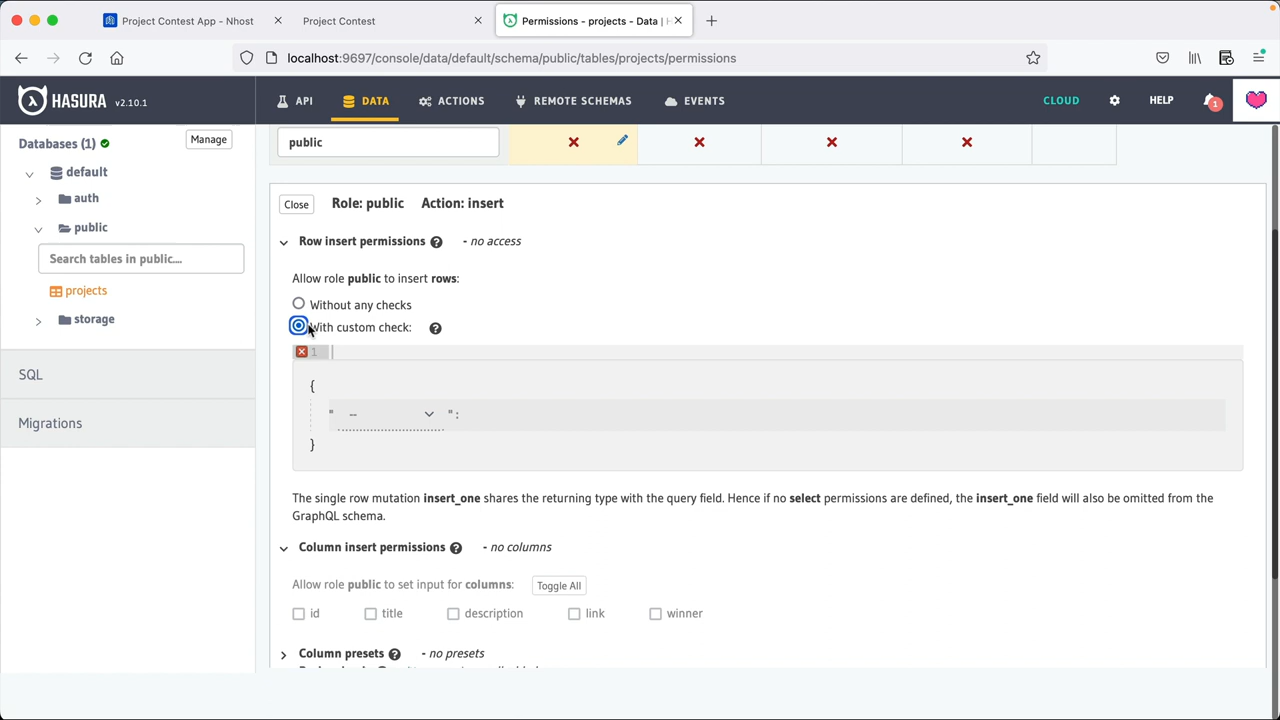 Project Contest App - Nhost
Project Contest
Permissions - projects - Data | H
localhost:9697/console/data/default/schema/public/tables/projects/permissions
HASURA v2.10.1
API
DATA
ACTIONS
REMOTE SCHEMAS
EVENTS
CLOUD
HELP
1
Databases (1)
Manage
default
auth
public
Search tables in public....
projects
storage
SQL
Migrations
public
Close
Role: public Action: insert
Row insert permissions - no access
Allow role public to insert rows:
Without any checks
With custom check:
1
{
" -- ":
}
The single row mutation insert_one shares the returning type with the query field. Hence if no select permissions are defined, the insert_one field will also be omitted from the
GraphQL schema.
Column insert permissions - no columns
Allow role public to set input for columns: Toggle All
id title description link winner
Column presets - no presets